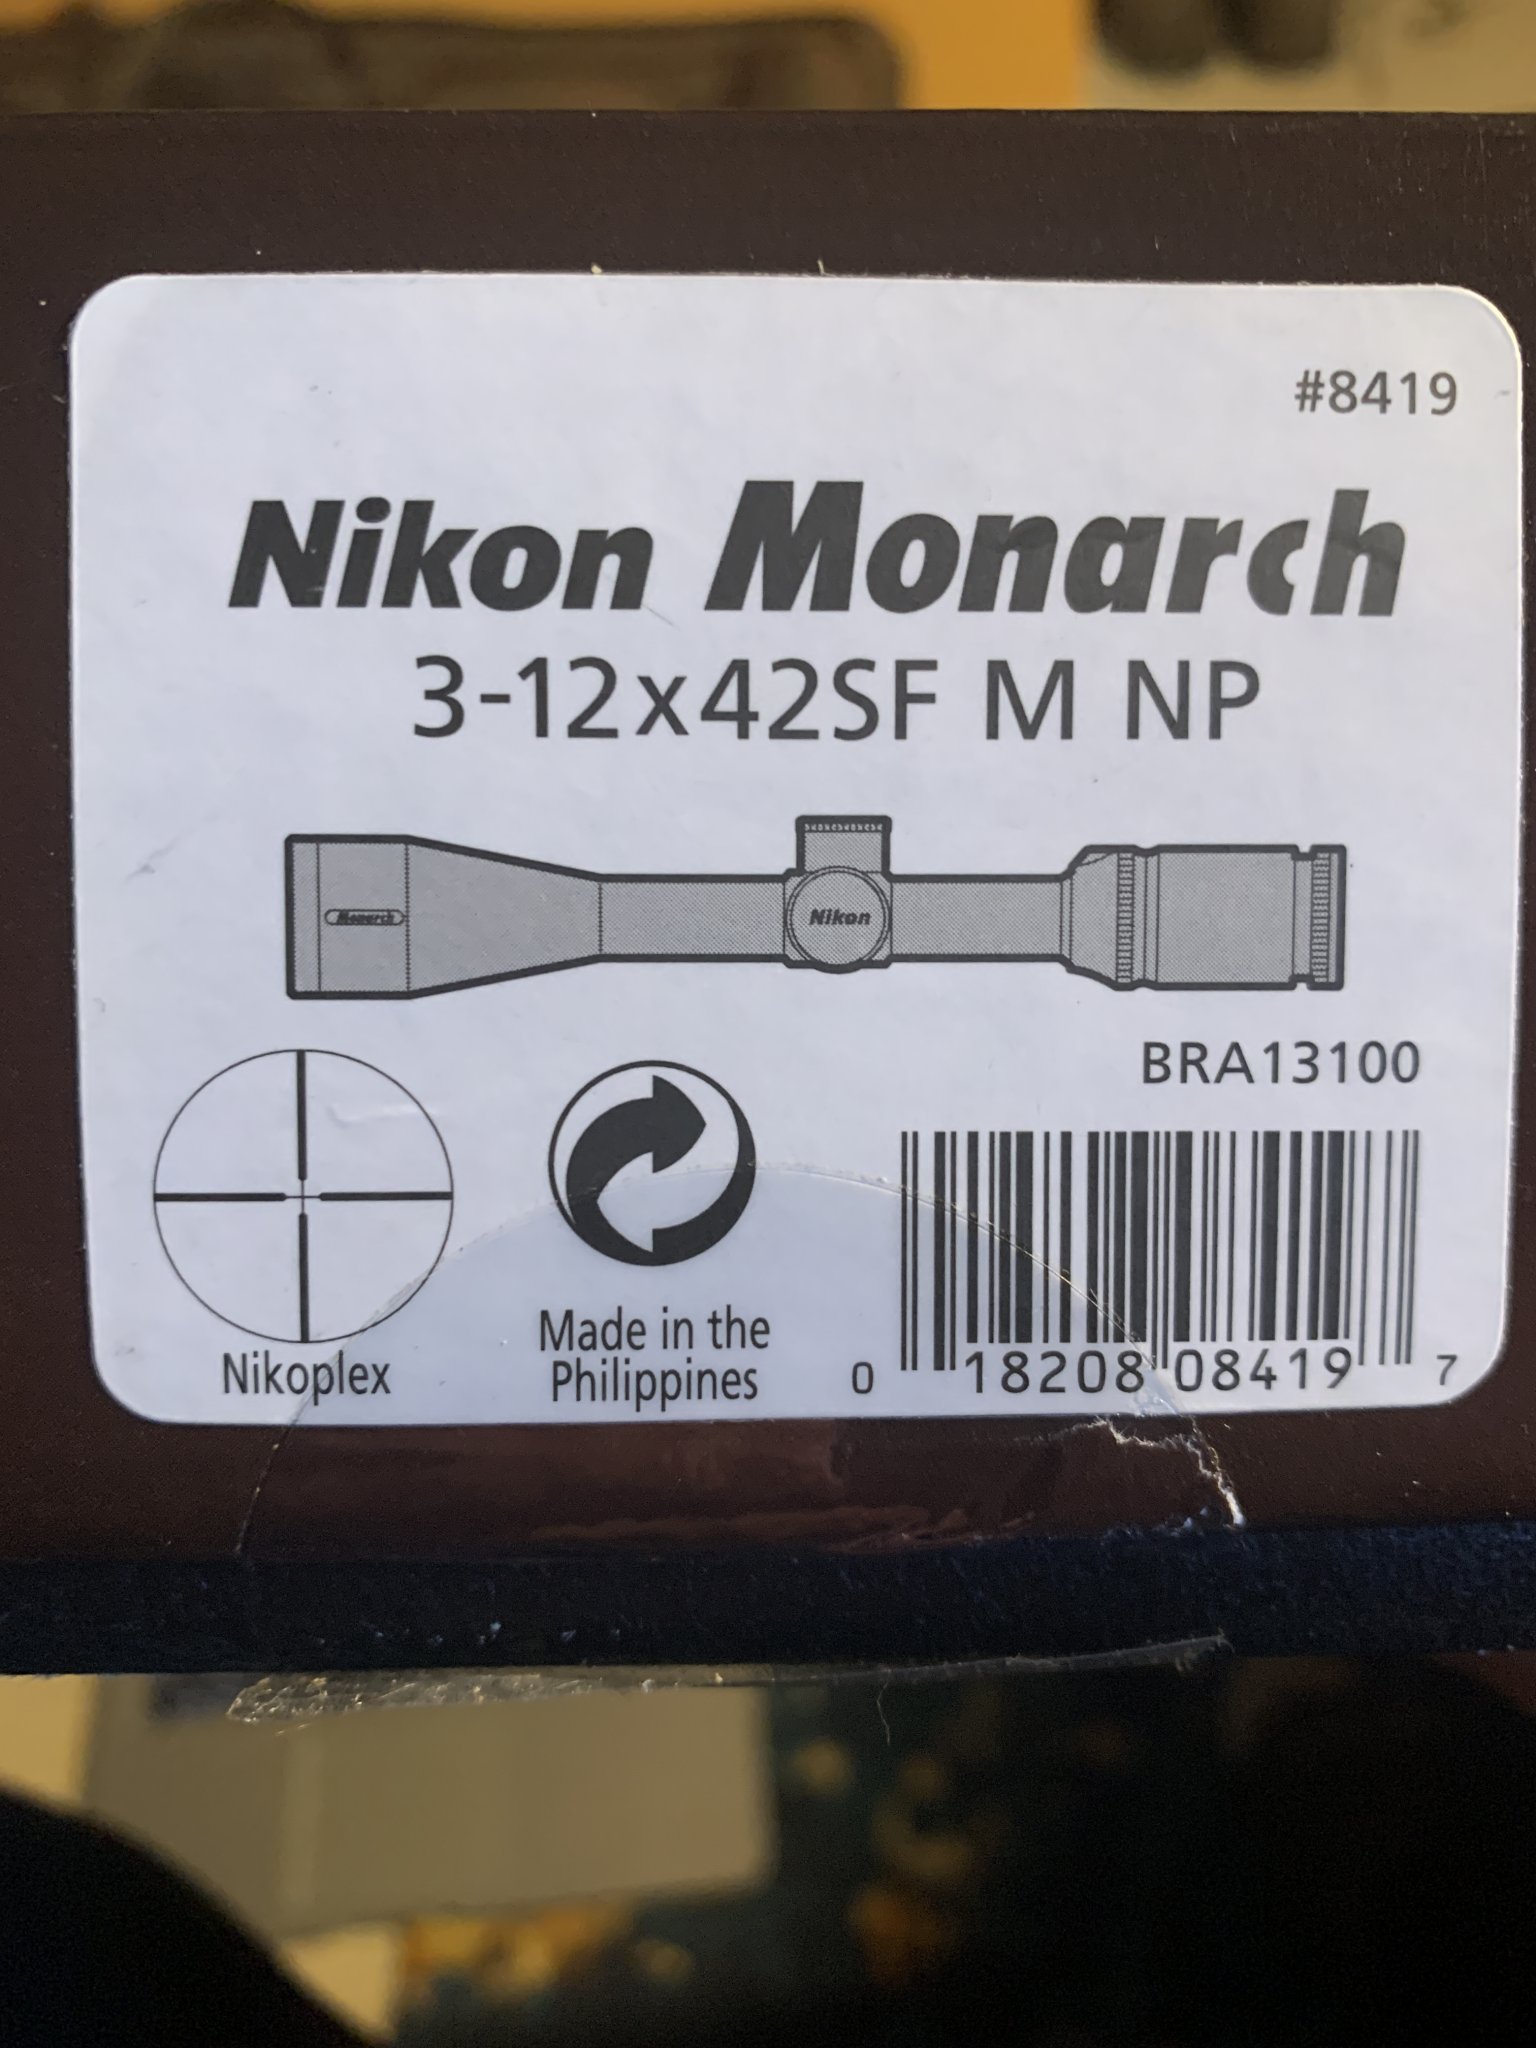 #8419
Nikon Monarch
3-12x42SF M NP
Monarch
Nikon
BRA13100
Nikoplex
Made in the
Philippines
0 18208 08419 7